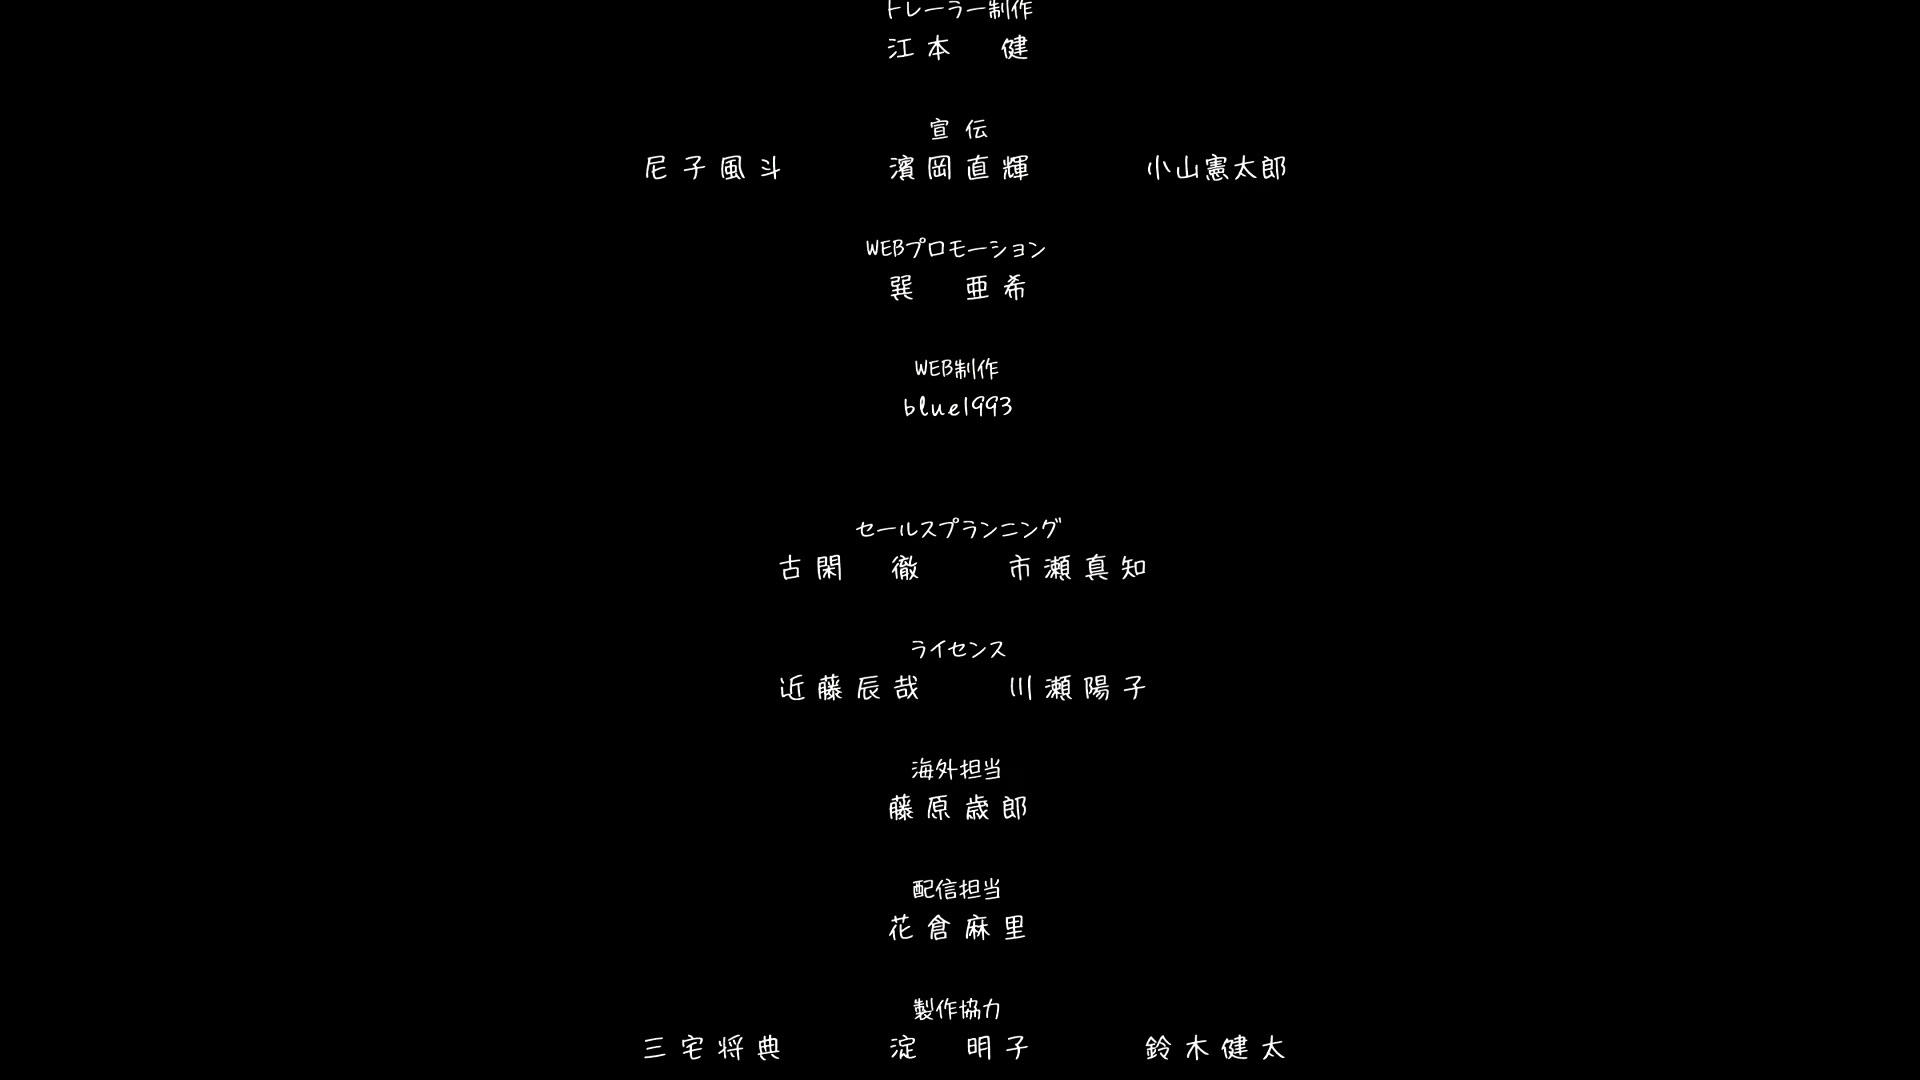 トレーラー制作
江本　健
宣伝
尼子風斗　濱岡直輝　小山憲太郎
WEBプロモーション
巽　亜希
WEB制作
blue1993
セールスプランニング
古閑　徹　市瀬真知
ライセンス
近藤辰哉　川瀬陽子
海外担当
藤原歳郎
配信担当
花倉麻里
製作協力
三宅将典　淀　明子　鈴木健太